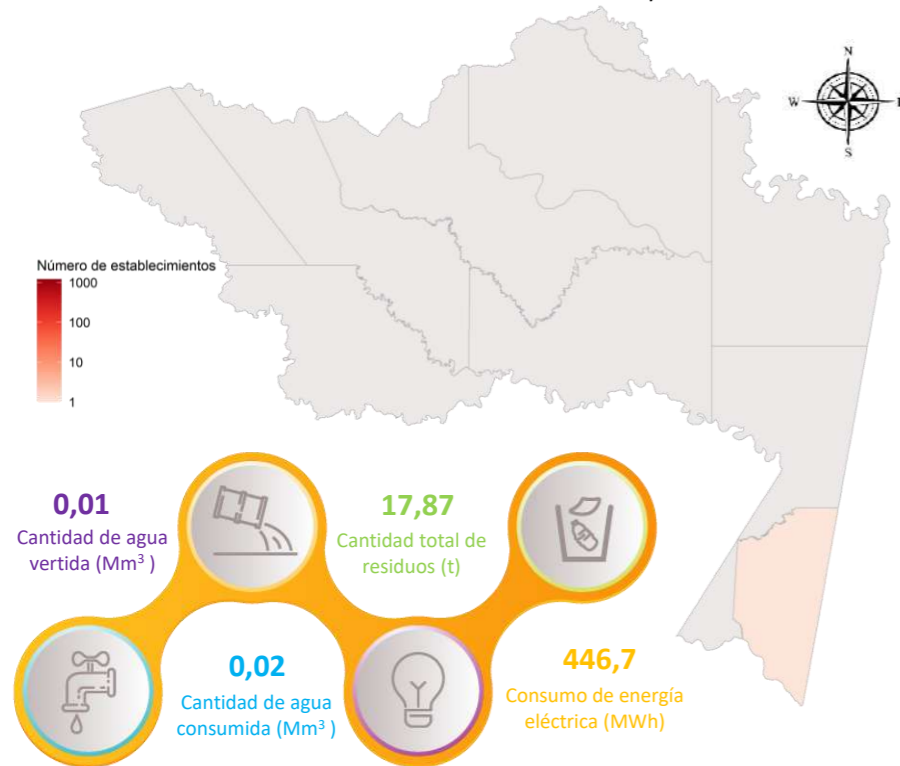 N
W
E
S
Número de establecimientos
1000
100
10
1
0,01
Cantidad de agua
vertida (Mm³ )
17,87
Cantidad total de
residuos (t)
0,02
Cantidad de agua
consumida (Mm³ )
446,7
Consumo de energía
eléctrica (MWh)